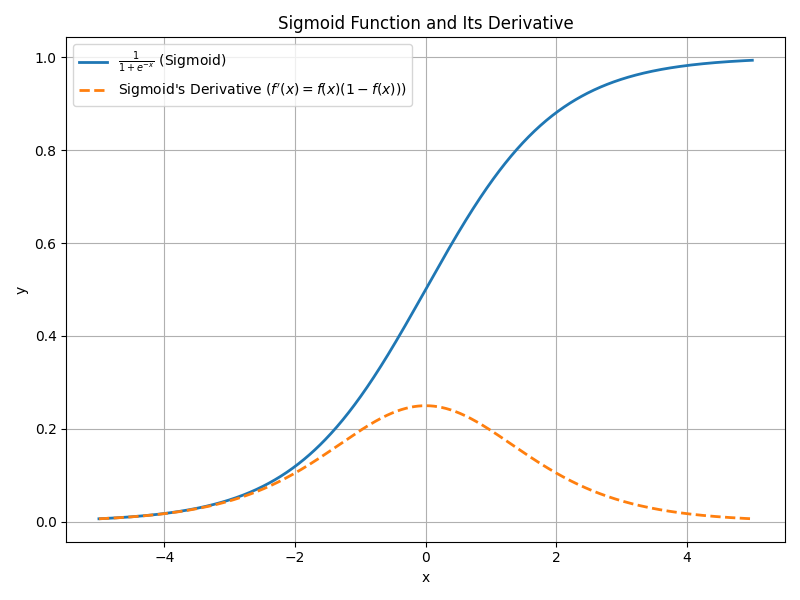 Sigmoid Function and Its Derivative
1.0
0.8
0.6
0.4
0.2
0.0
y
−4
−2
0
2
4
x
$\frac{1}{1+e^{-x}}$ (Sigmoid)
Sigmoid's Derivative ($f'(x) = f(x)(1 - f(x))$)